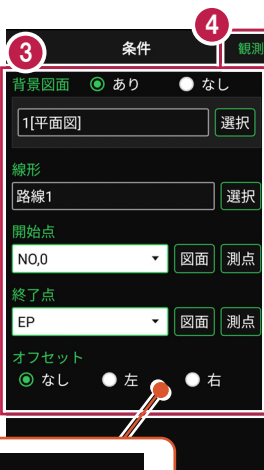 4
3 条件 観測
背景図面 あり なし
1[平面図] 選択
線形
路線1 選択
開始点
NO,0 図面 測点
終了点
EP 図面 測点
オフセット
なし 左 右